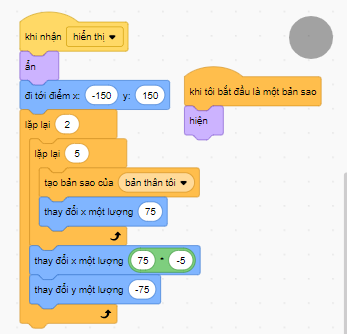 khi nhận hiển thị
ẩn
đi tới điểm x: -150 y: 150
lặp lại 2
lặp lại 5
tạo bản sao của bản thân tôi
thay đổi x một lượng 75
thay đổi x một lượng 75 * -5
thay đổi y một lượng -75
khi tôi bắt đầu là một bản sao
hiện